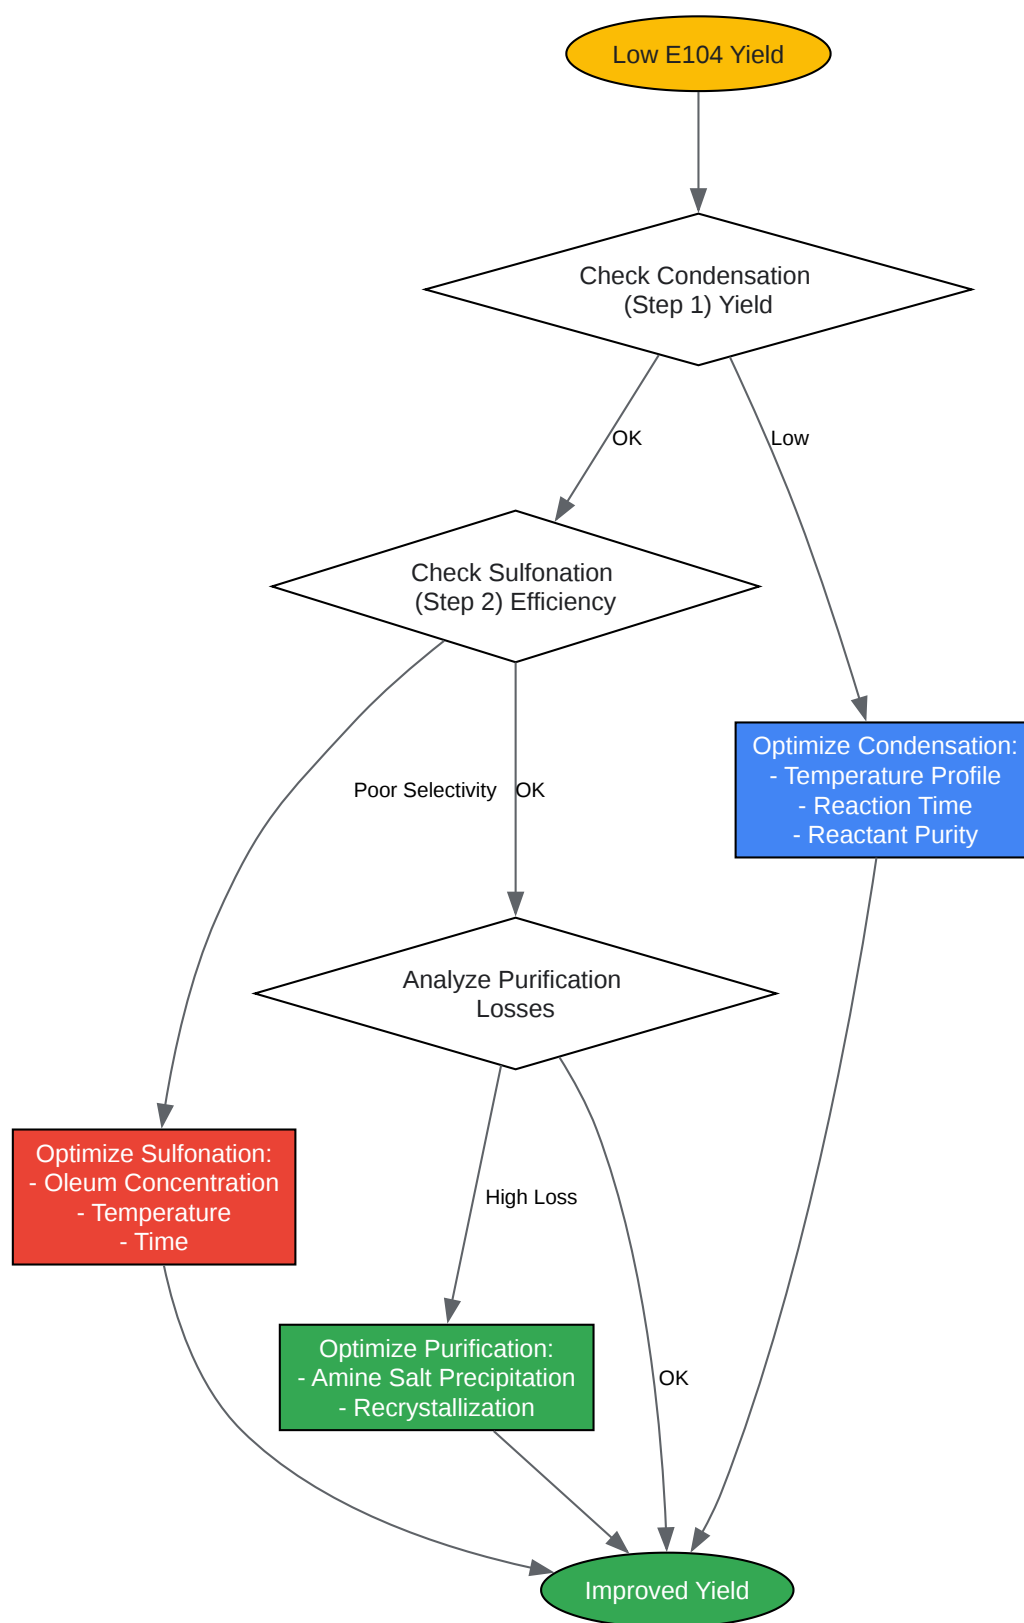 Low E104 Yield
Check Condensation
(Step 1) Yield
OK
Low
Check Sulfonation
(Step 2) Efficiency
Optimize Condensation:
- Temperature Profile
- Reaction Time
- Reactant Purity
Poor Selectivity
OK
Analyze Purification
Losses
Optimize Sulfonation:
- Oleum Concentration
- Temperature
- Time
High Loss
Optimize Purification:
- Amine Salt Precipitation
- Recrystallization
OK
Improved Yield